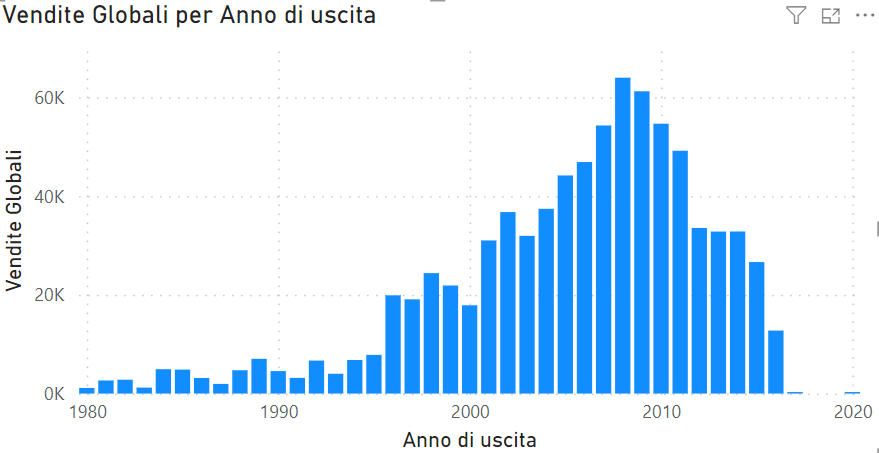 Vendite Globali per Anno di uscita
60K
40K
20K
0K
Vendite Globali
1980 1990 2000 2010 2020
Anno di uscita